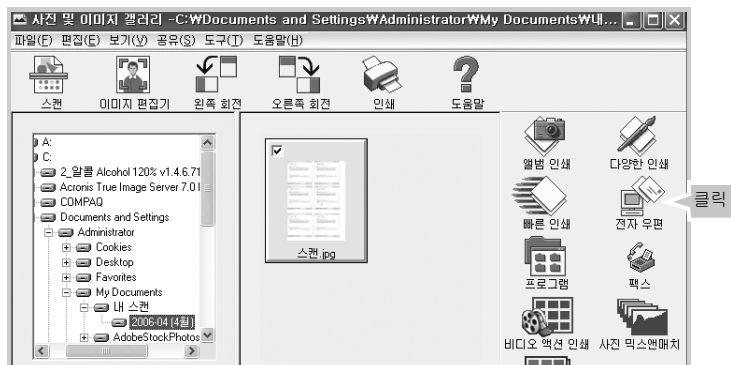 사진 및 이미지 갤러리 -C:₩Documents and Settings₩Administrator₩My Documents₩내...
파일(F) 편집(E) 보기(V) 공유(S) 도구(T) 도움말(H)
스캔 이미지 편집기 왼쪽 회전 오른쪽 회전 인쇄 도움말
A:
C:
2_알콜 Alcohol 120% v1.4.6.71
Acronis True Image Server 7.0
COMPAQ
Documents and Settings
Administrator
Cookies
Desktop
Favorites
My Documents
내 스캔
2006-04 (4월)
AdobeStockPhotos
스캔.jpg
앨범 인쇄 다양한 인쇄
빠른 인쇄 전자 우편
클릭
프로그램 팩스
비디오 액션 인쇄 사진 믹스앤매치